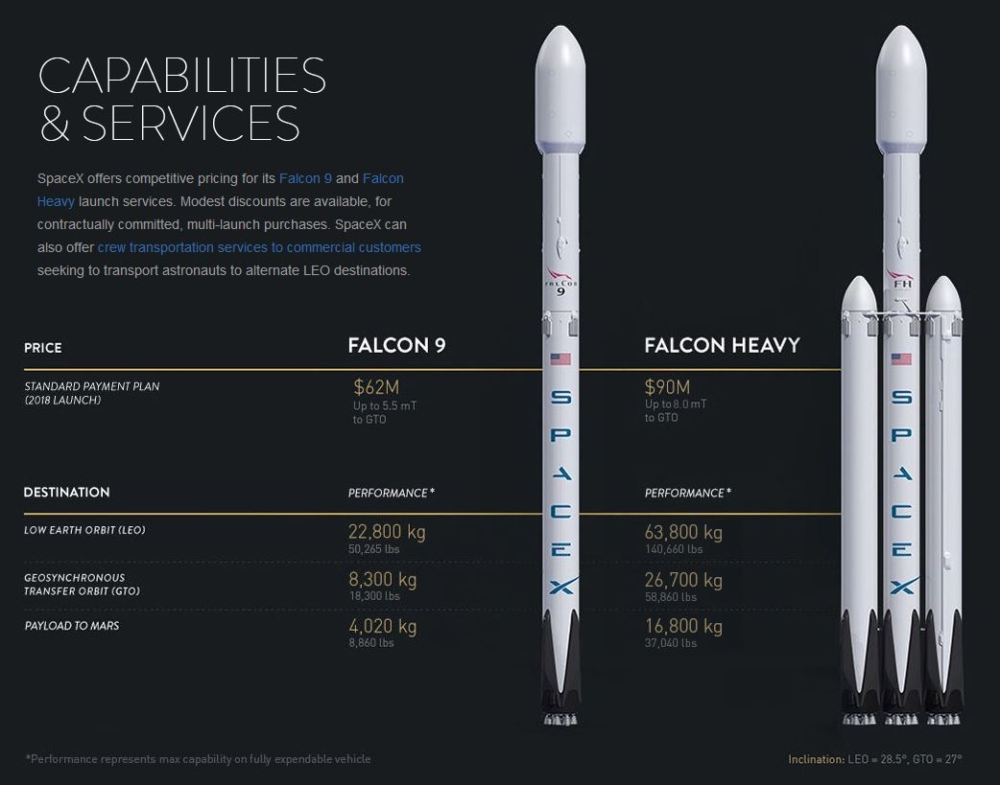 CAPABILITIES
& SERVICES
SpaceX offers competitive pricing for its Falcon 9 and Falcon
Heavy launch services. Modest discounts are available, for
contractually committed, multi-launch purchases. SpaceX can
also offer crew transportation services to commercial customers
seeking to transport astronauts to alternate LEO destinations.
PRICE FALCON 9 FALCON HEAVY
STANDARD PAYMENT PLAN
(2018 LAUNCH)
$62M
Up to 5.5 mT
to GTO
$90M
Up to 8.0 mT
to GTO
DESTINATION PERFORMANCE* PERFORMANCE*
LOW EARTH ORBIT (LEO) 22,800 kg 63,800 kg
50,265 lbs 140,660 lbs
GEOSYNCHRONOUS
TRANSFER ORBIT (GTO)
8,300 kg 26,700 kg
18,300 lbs 58,860 lbs
PAYLOAD TO MARS 4,020 kg 16,800 kg
8,860 lbs 37,040 lbs
FALCON
9
SPACEX
FH
SPACEX
*Performance represents max capability on fully expendable vehicle
Inclination: LEO = 28.5°, GTO = 27°